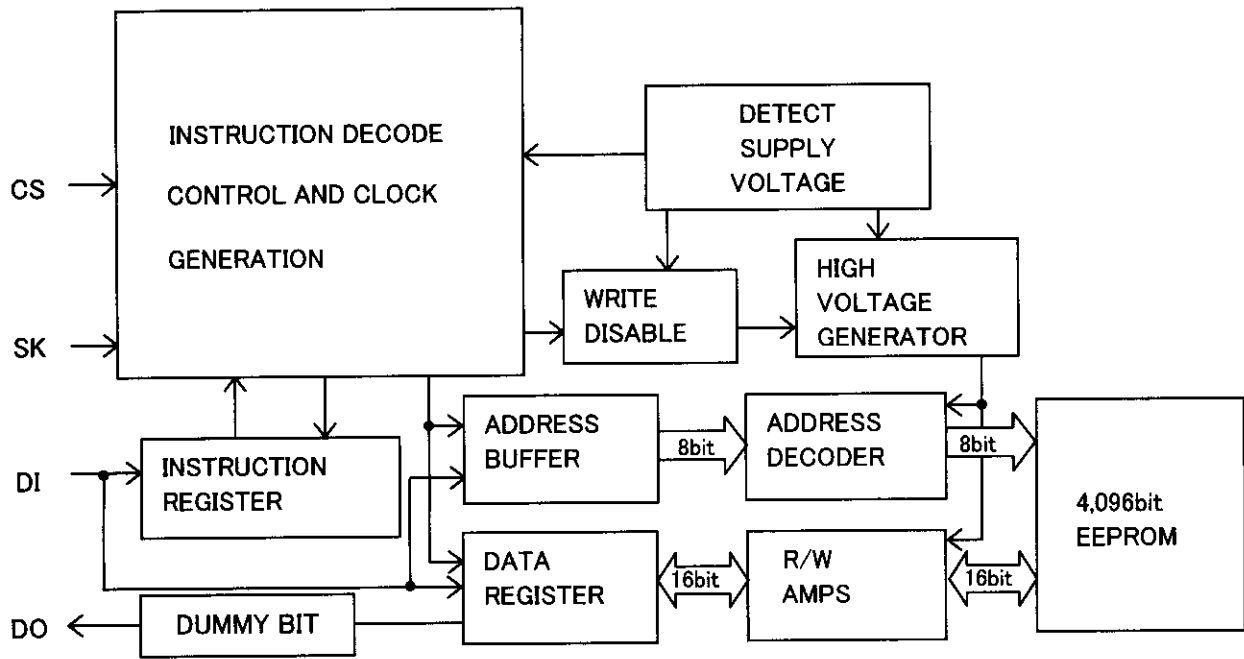 INSTRUCTION DECODE
CONTROL AND CLOCK
GENERATION
DETECT
SUPPLY
VOLTAGE
CS
SK
WRITE
DISABLE
HIGH
VOLTAGE
GENERATOR
DI
INSTRUCTION
REGISTER
ADDRESS
BUFFER
8bit
ADDRESS
DECODER
8bit
4,096bit
EEPROM
DATA
REGISTER
16bit
R/W
AMPS
16bit
DO
DUMMY BIT